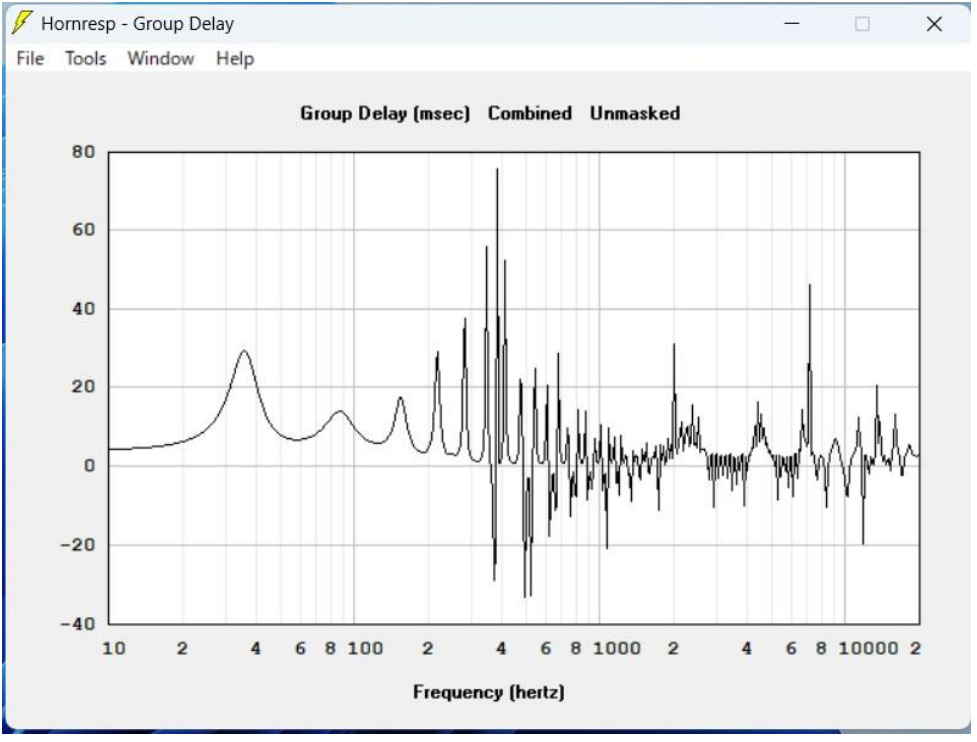 Hornresp - Group Delay
File Tools Window Help
Group Delay (msec) Combined Unmasked
80
60
40
20
0
-20
-40
10 2 4 6 8 100 2 4 6 8 1000 2 4 6 8 10000 2
Frequency (hertz)